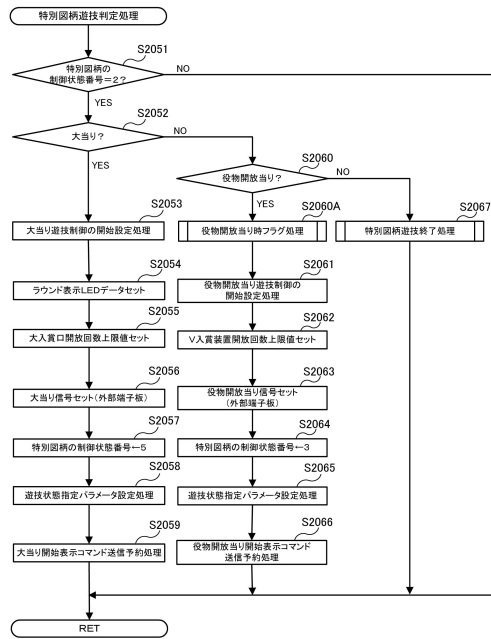 特別図柄遊技判定処理
S2051
特別図柄の
制御状態番号=2?
NO
YES
S2052
大当り?
NO
YES
S2060
役物開放当り?
NO
YES
S2053
大当り遊技制御の開始設定処理
S2060A
役物開放当り時フラグ処理
S2067
特別図柄遊技終了処理
S2054
ラウンド表示LEDデータセット
S2061
役物開放当り遊技制御の
開始設定処理
S2055
大入賞口開放回数上限値セット
S2062
V入賞装置開放回数上限値セット
S2056
大当り信号セット(外部端子板)
S2063
役物開放当り信号セット
(外部端子板)
S2057
特別図柄の制御状態番号←5
S2064
特別図柄の制御状態番号←3
S2058
遊技状態指定パラメータ設定処理
S2065
遊技状態指定パラメータ設定処理
S2059
大当り開始表示コマンド送信予約処理
S2066
役物開放当り開始表示コマンド
送信予約処理
RET